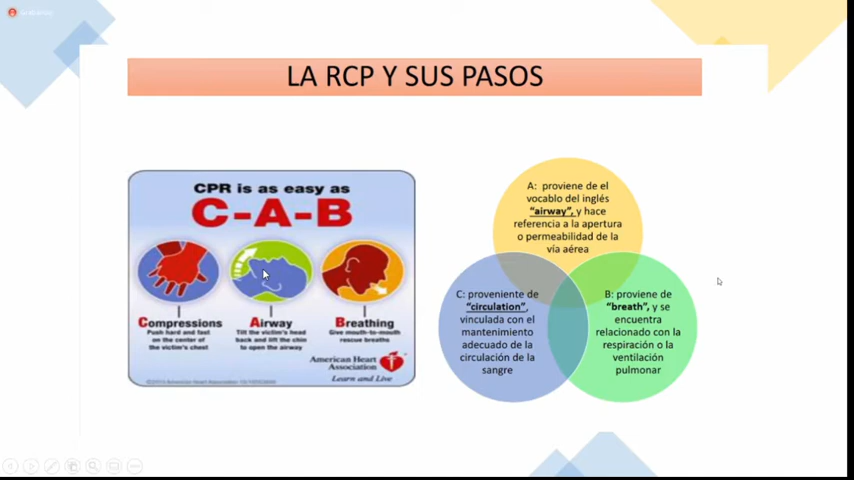 LA RCP Y SUS PASOS
CPR is as easy as
C-A-B
Compressions
Push hard and fast
on the center of
the victim's chest
Airway
Tilt the victim's head
back and lift the chin
to open the airway
Breathing
Give mouth-to-mouth
rescue breaths
American Heart
Association
Learn and Live
A: proviene de el
vocablo del inglés
"airway", y hace
referencia a la apertura
o permeabilidad de la
vía aérea
C: proveniente de
"circulation",
vinculada con el
mantenimiento
adecuado de la
circulación de la
sangre
B: proviene de
"breath", y se
encuentra
relacionado con la
respiración o la
ventilación
pulmonar